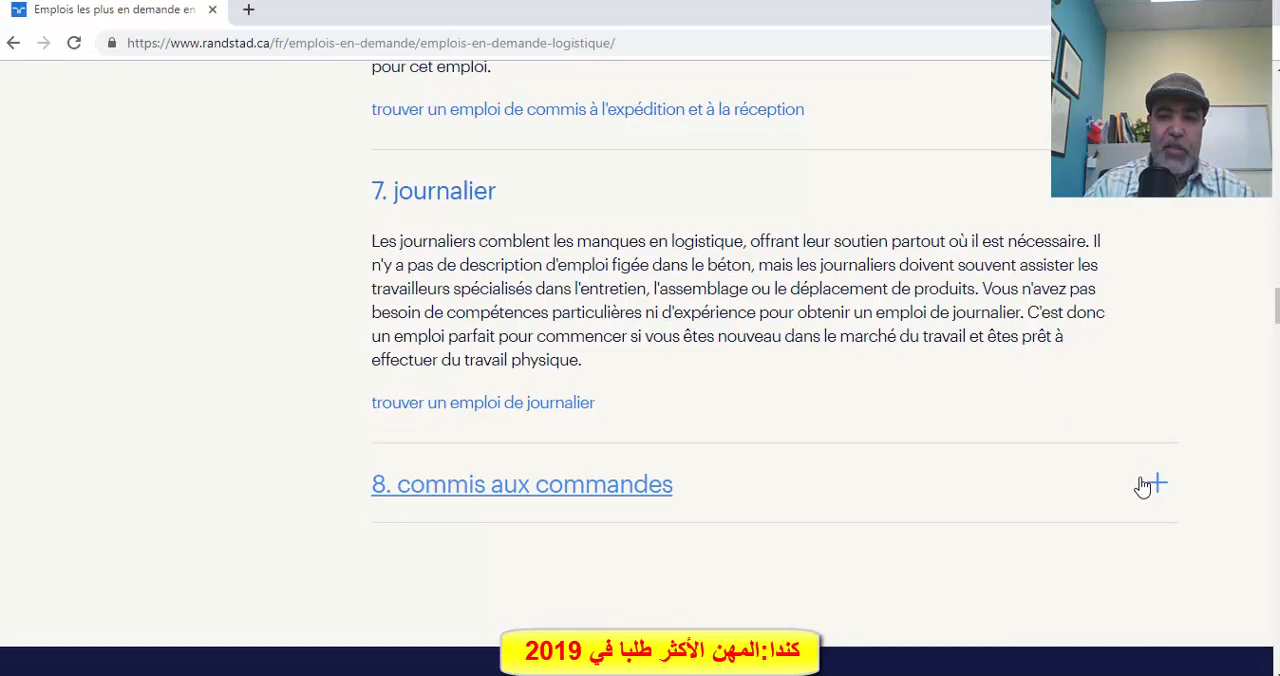 Emplois les plus en demande en
https://www.randstad.ca/fr/emplois-en-demande/emplois-en-demande-logistique/
pour cet emploi.
trouver un emploi de commis à l'expédition et à la réception
7. journalier
Les journaliers comblent les manques en logistique, offrant leur soutien partout où il est nécessaire. Il
n'y a pas de description d'emploi figée dans le béton, mais les journaliers doivent souvent assister les
travailleurs spécialisés dans l'entretien, l'assemblage ou le déplacement de produits. Vous n'avez pas
besoin de compétences particulières ni d'expérience pour obtenir un emploi de journalier. C'est donc
un emploi parfait pour commencer si vous êtes nouveau dans le marché du travail et êtes prêt à
effectuer du travail physique.
trouver un emploi de journalier
8. commis aux commandes
كندا:المهن الأكثر طلبا في 2019